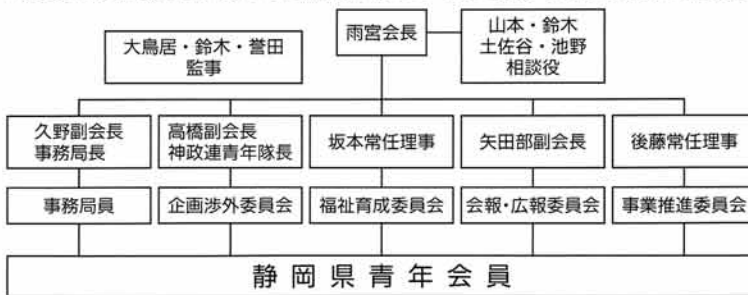 雨宮会長
山本・鈴木
土佐谷・池野
相談役
大鳥居・鈴木・誉田
監事
久野副会長
事務局長
高橋副会長
神政連青年隊長
坂本常任理事
矢田部副会長
後藤常任理事
事務局員
企画渉外委員会
福祉育成委員会
会報・広報委員会
事業推進委員会
静岡県青年会員